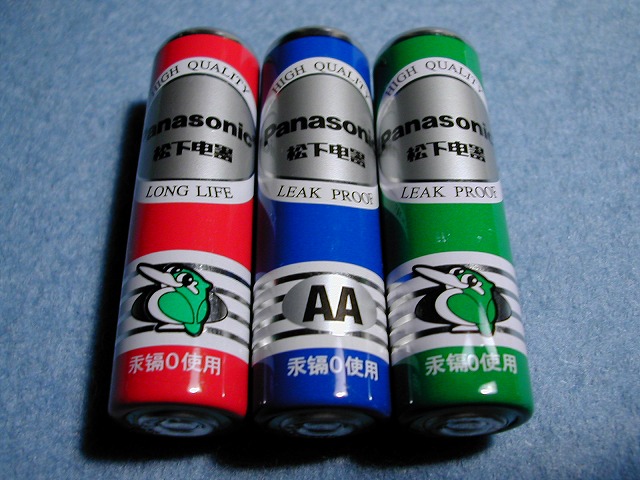 HIGH QUALITY
Panasonic
松下电器
LONG LIFE
汞镉0使用
HIGH QUALITY
Panasonic
松下电器
LEAK PROOF
AA
汞镉0使用
HIGH QUALITY
Panasonic
松下电器
LEAK PROOF
汞镉0使用